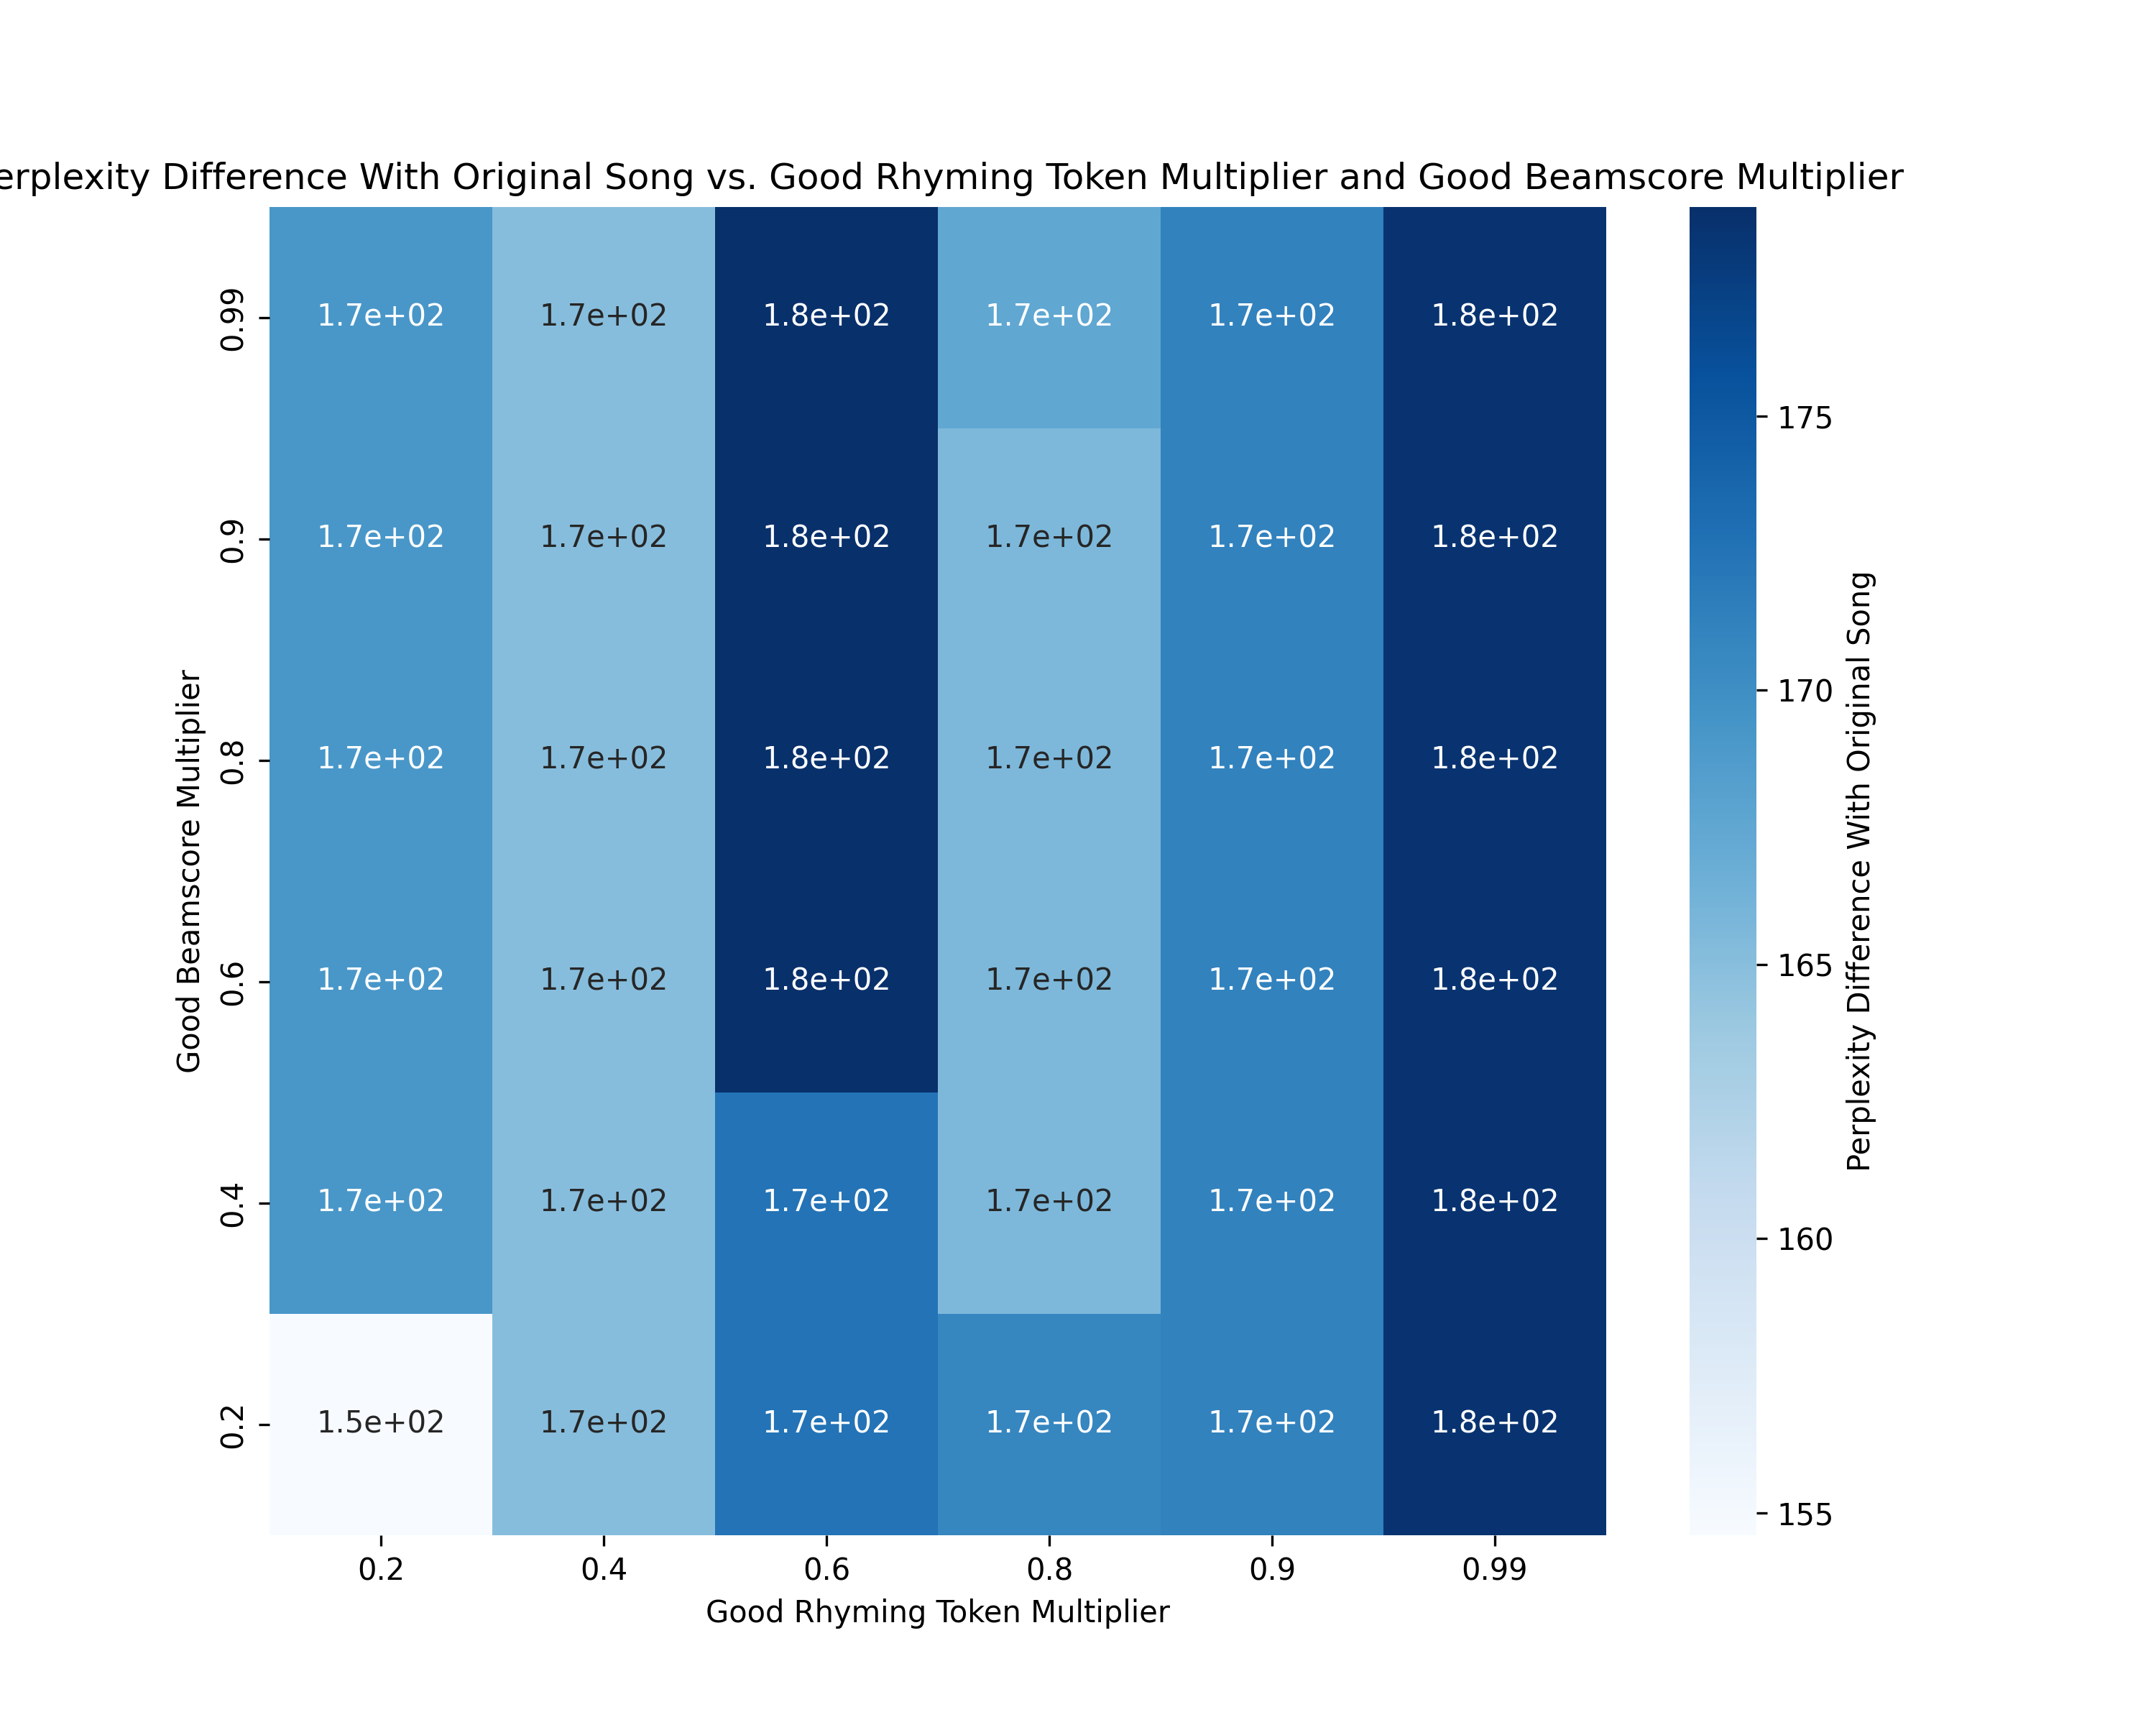 erplexity Difference With Original Song vs. Good Rhyming Token Multiplier and Good Beamscore Multiplier
Good Beamscore Multiplier
0.99 1.7e+02 1.7e+02 1.8e+02 1.7e+02 1.7e+02 1.8e+02
0.9 1.7e+02 1.7e+02 1.8e+02 1.7e+02 1.7e+02 1.8e+02
0.8 1.7e+02 1.7e+02 1.8e+02 1.7e+02 1.7e+02 1.8e+02
0.6 1.7e+02 1.7e+02 1.8e+02 1.7e+02 1.7e+02 1.8e+02
0.4 1.7e+02 1.7e+02 1.7e+02 1.7e+02 1.7e+02 1.8e+02
0.2 1.5e+02 1.7e+02 1.7e+02 1.7e+02 1.7e+02 1.8e+02
0.2 0.4 0.6 0.8 0.9 0.99
Good Rhyming Token Multiplier
175
170
165
160
155
Perplexity Difference With Original Song